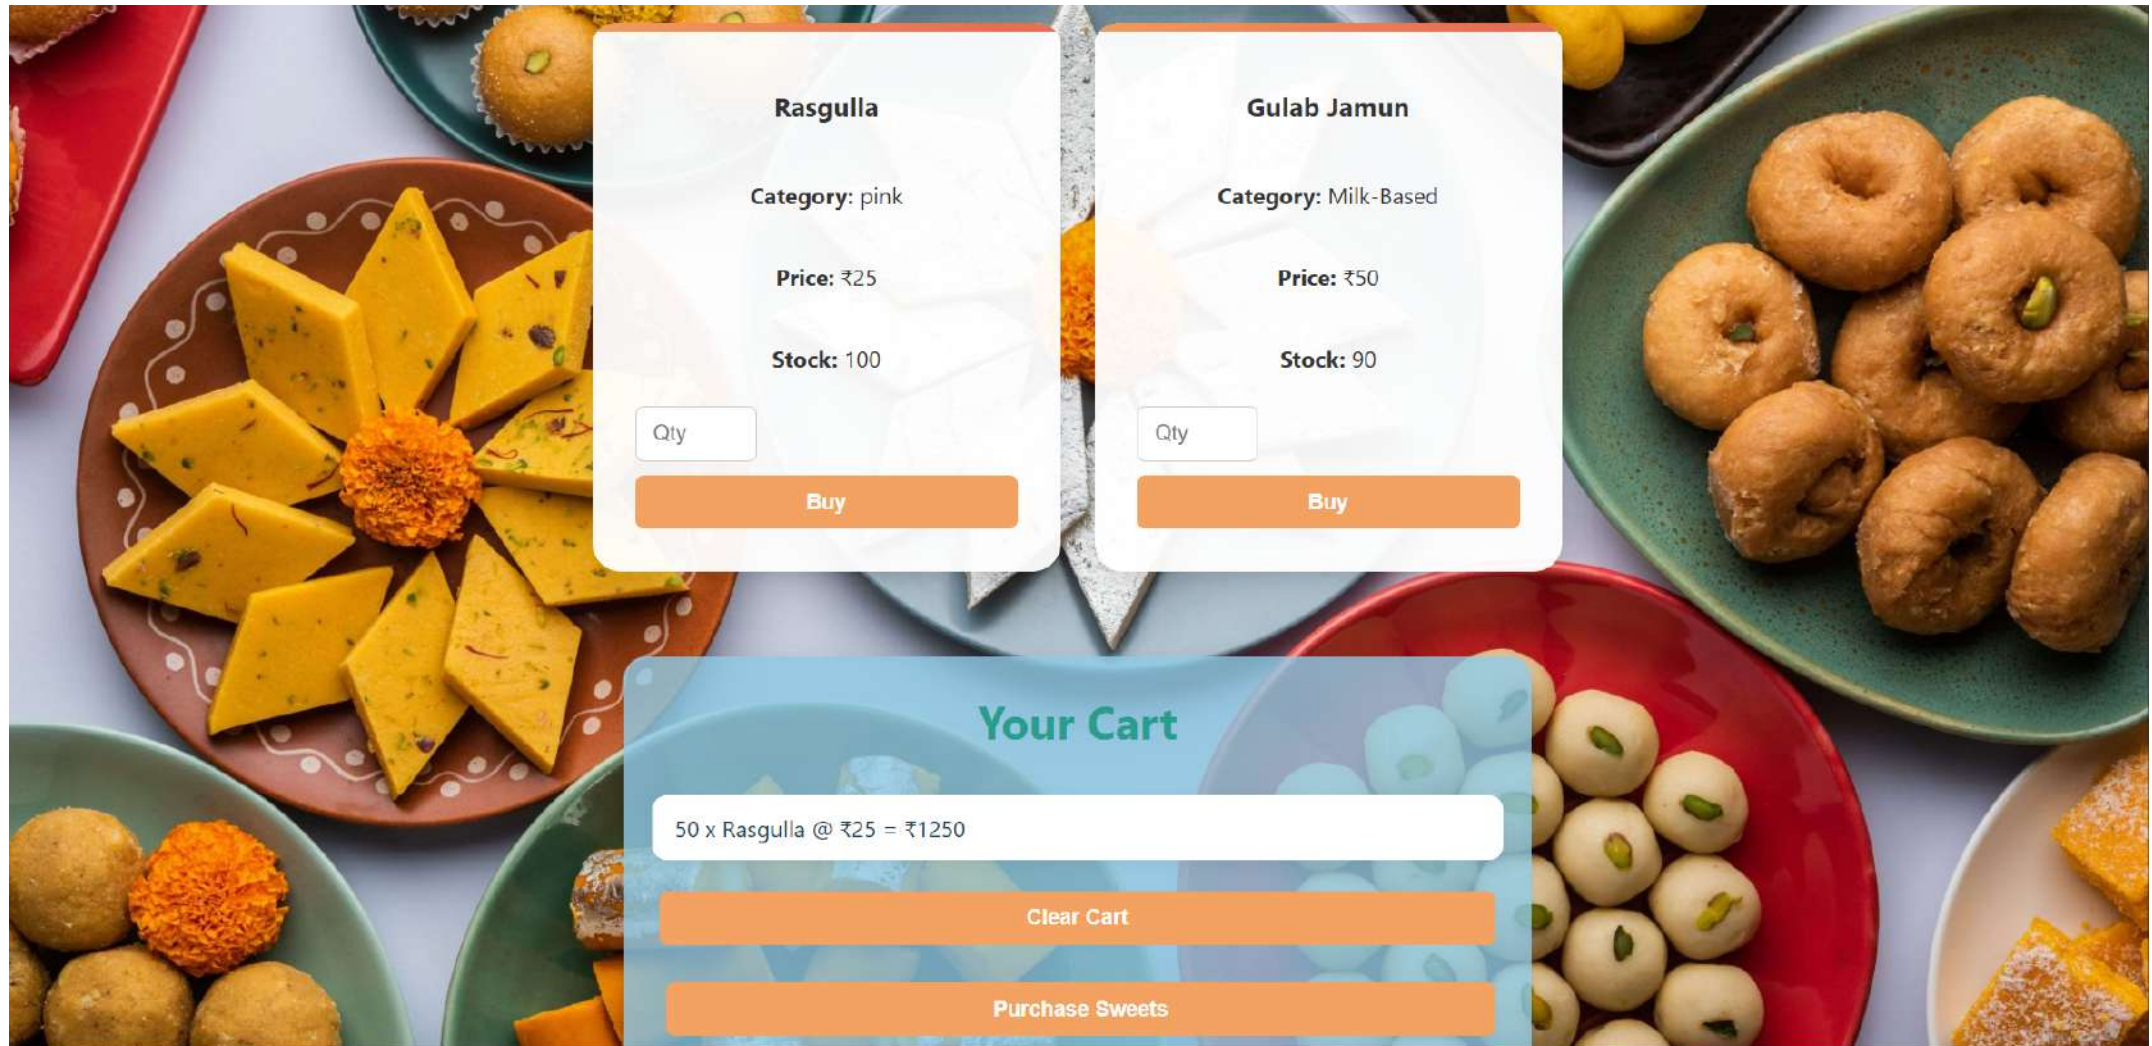 Rasgulla
Category: pink
Price: ₹25
Stock: 100
Qty
Buy
Gulab Jamun
Category: Milk-Based
Price: ₹50
Stock: 90
Qty
Buy
Your Cart
50 x Rasgulla @ ₹25 = ₹1250
Clear Cart
Purchase Sweets